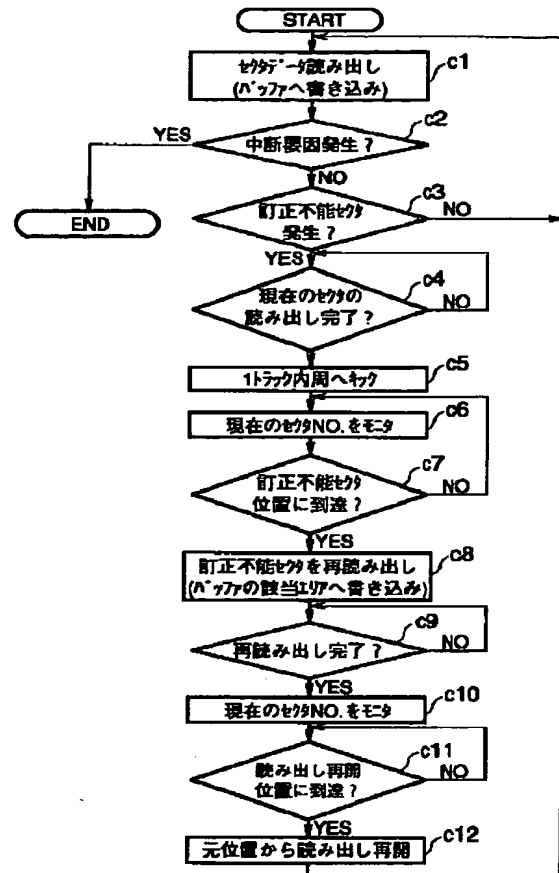 START
ｾｸﾀﾃﾞｰﾀ読み出し
(ﾊﾞｯﾌｧへ書き込み)
c1
c2
YES
中断要因発生？
NO
c3
END
訂正不能ｾｸﾀ
発生？
NO
YES
c4
現在のｾｸﾀの
読み出し完了？
NO
1ﾄﾗｯｸ内周へｷｯｸ
c5
c6
現在のｾｸﾀNO.をﾓﾆﾀ
c7
訂正不能ｾｸﾀ
位置に到達？
NO
YES
c8
訂正不能ｾｸﾀを再読み出し
(ﾊﾞｯﾌｧの該当ｴﾘｱへ書き込み)
c9
再読み出し完了？
NO
YES
c10
現在のｾｸﾀNO.をﾓﾆﾀ
c11
読み出し再開
位置に到達？
NO
YES
c12
元位置から読み出し再開